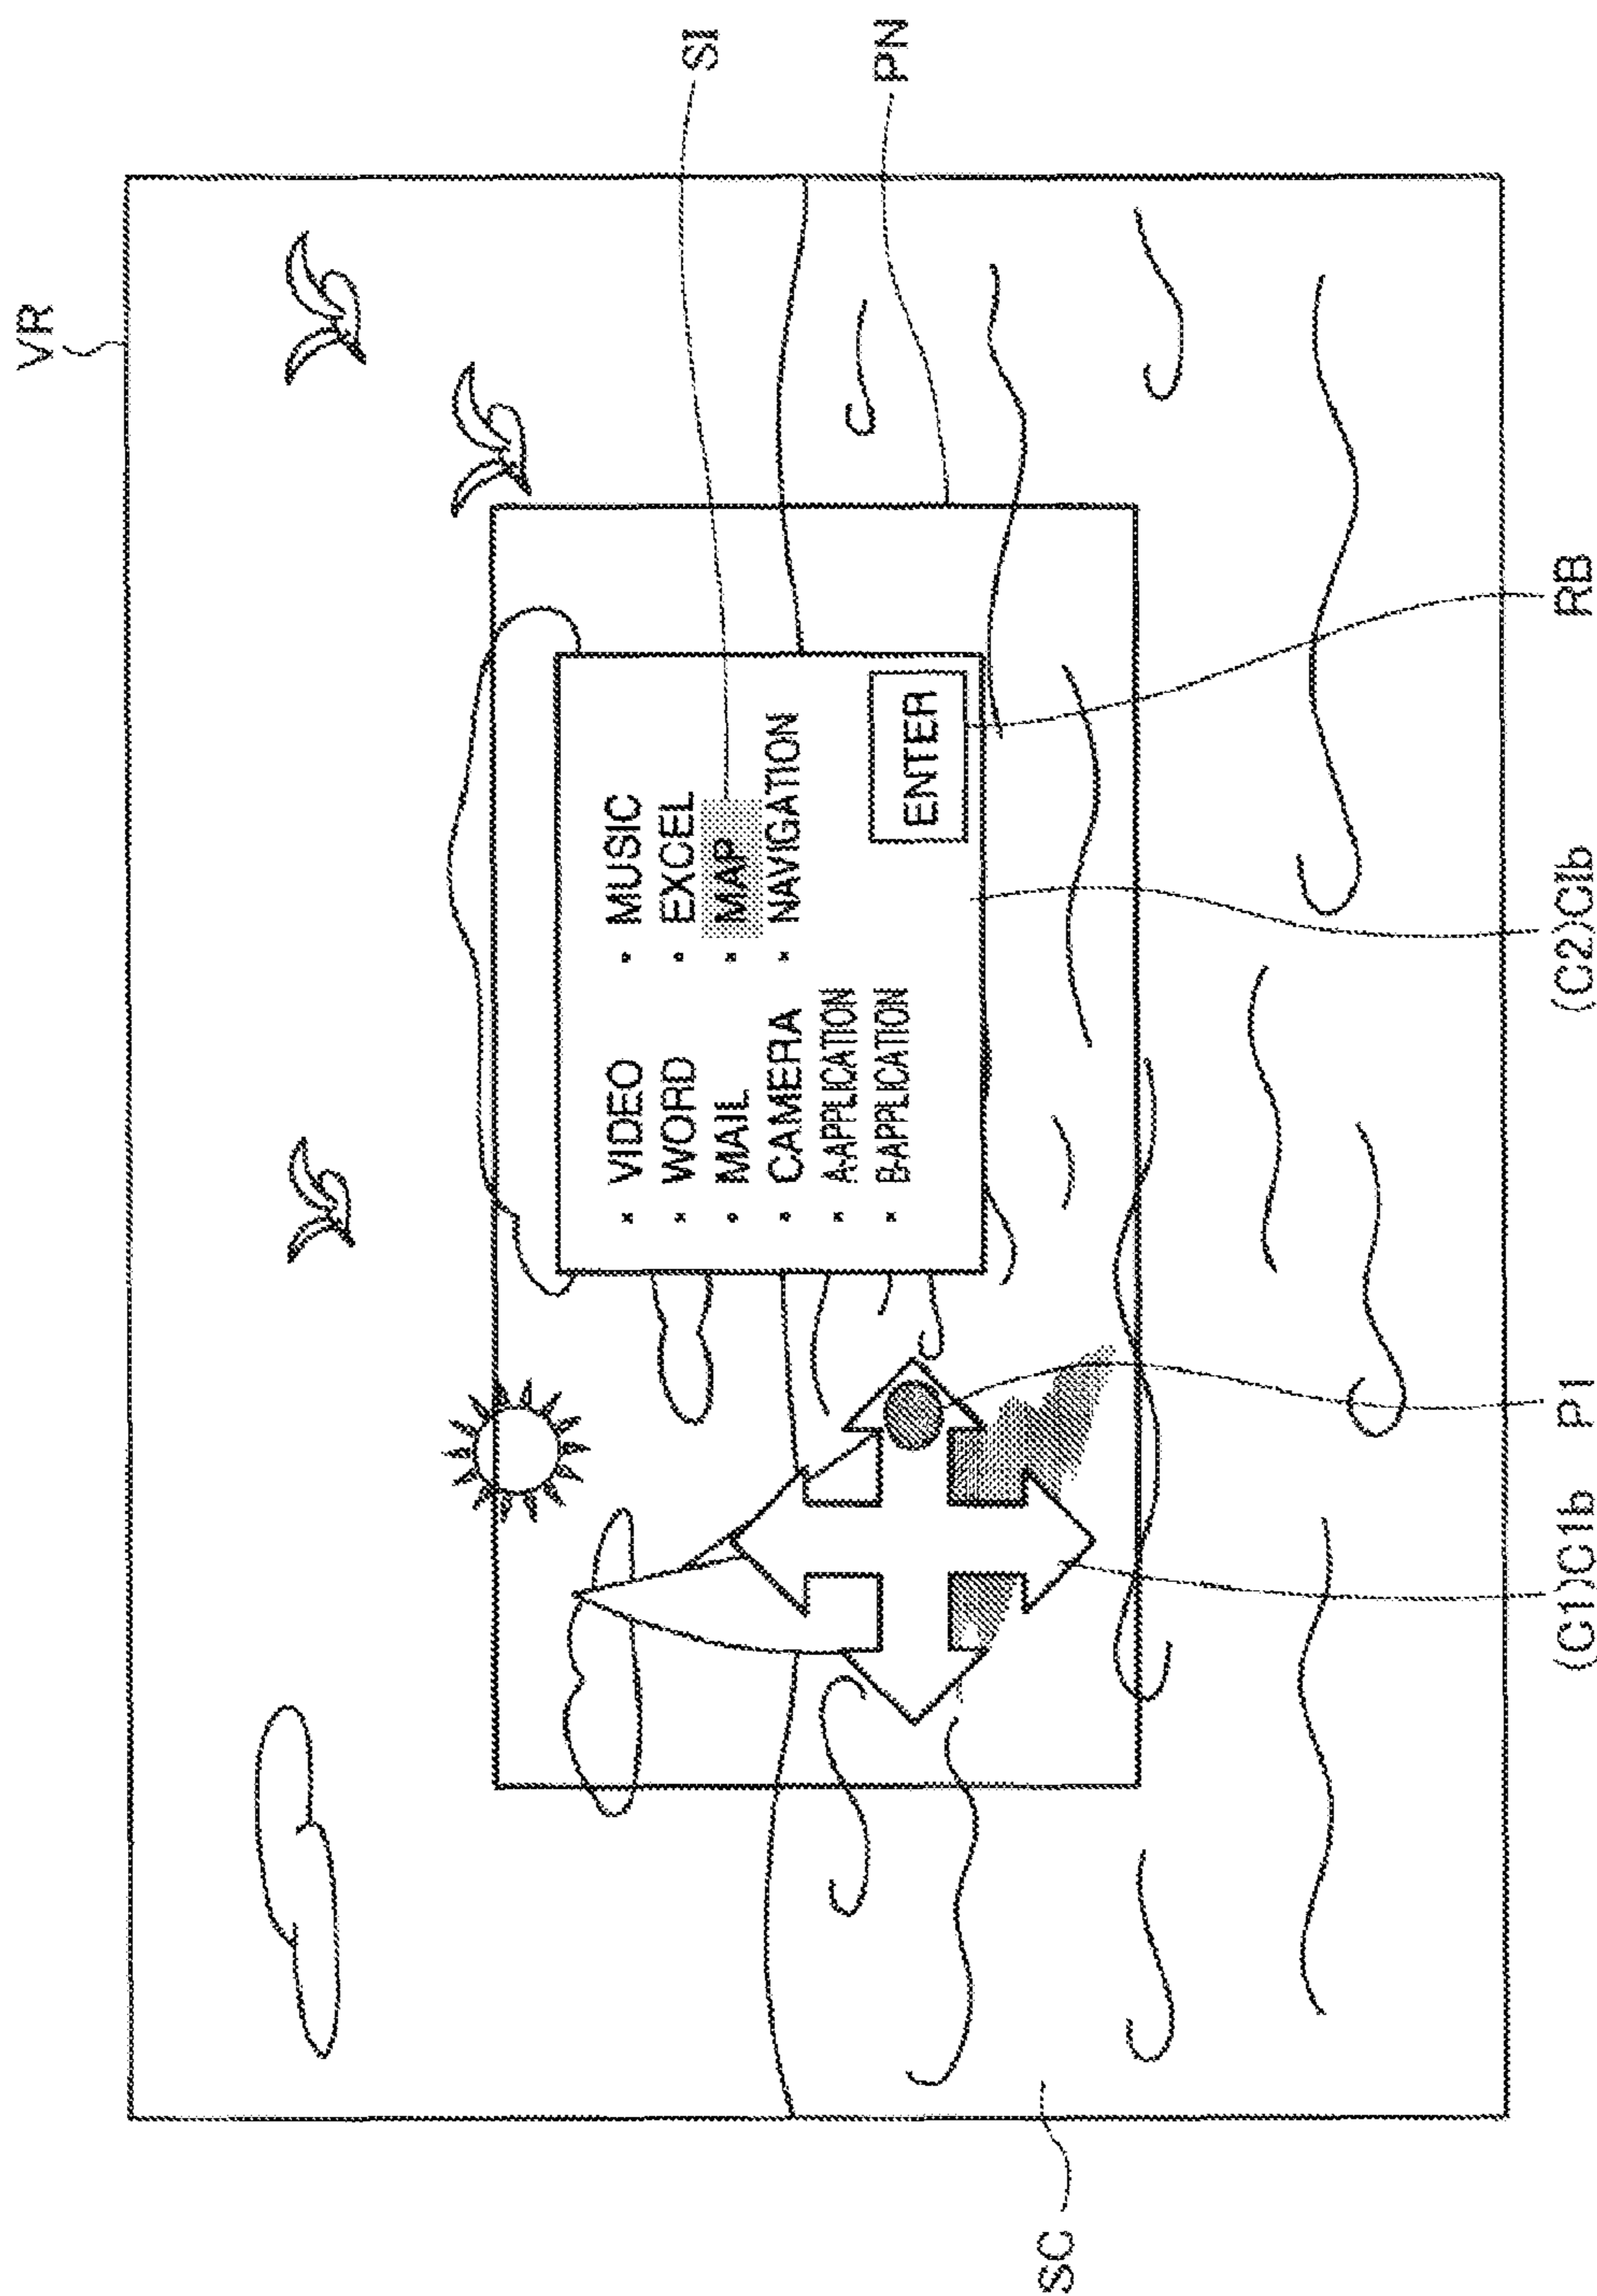 VR
SI
PN
• VIDEO • MUSIC
• WORD • EXCEL
• MAIL • MAP
• CAMERA • NAVIGATION
• A-APPLICATION
• B-APPLICATION
ENTER
SC
(C1)C1b
P1
(C2)CIb
RB